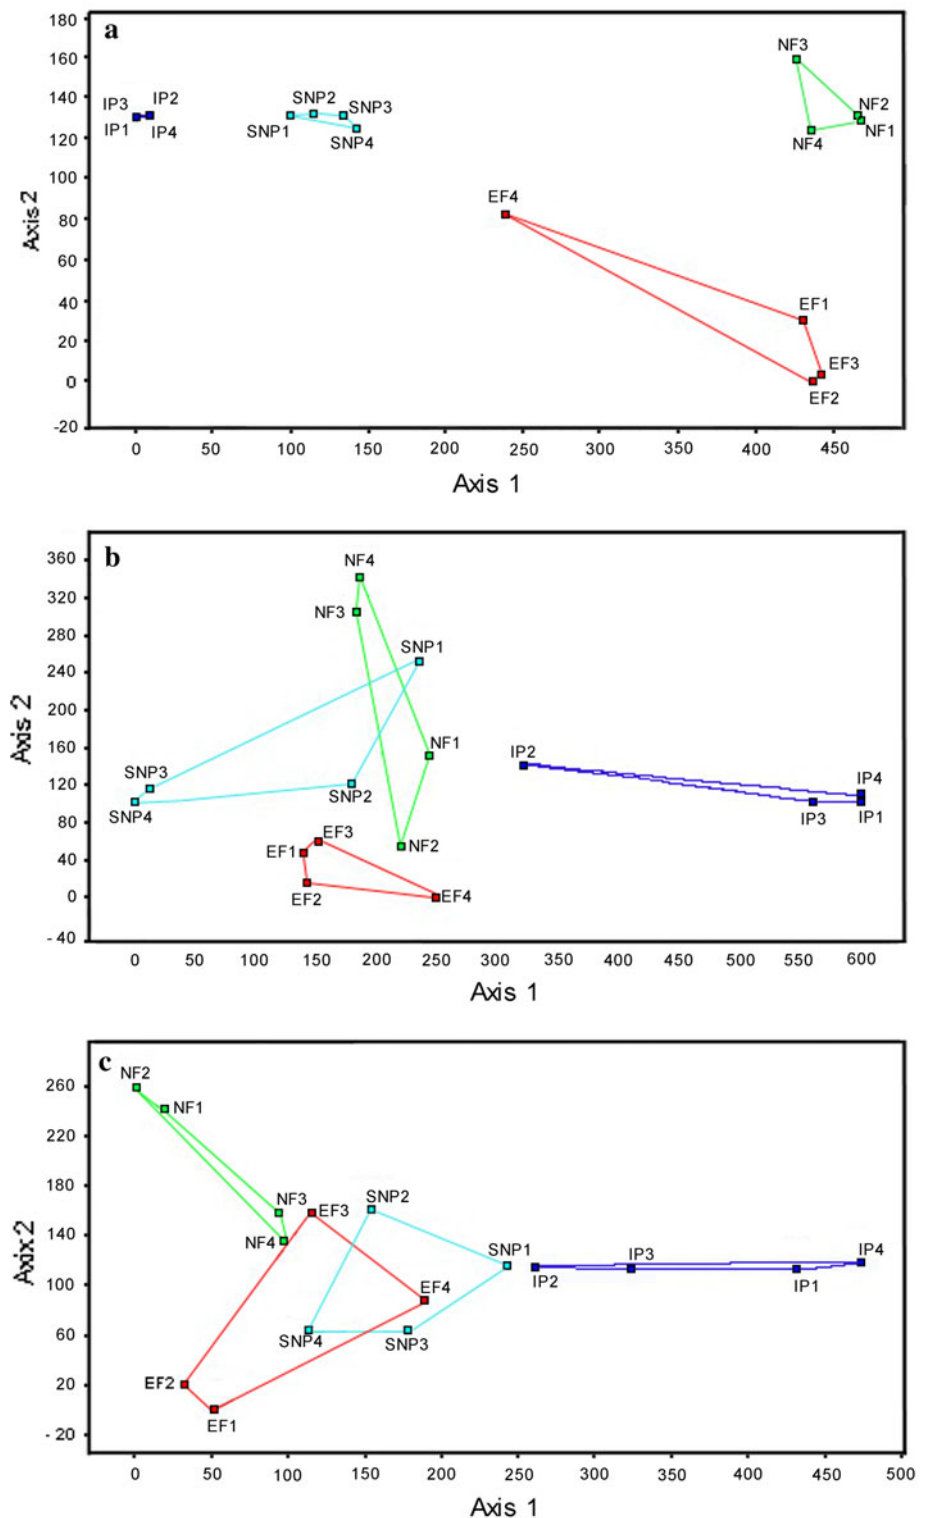 a
180
160
140
120
100
80
60
40
20
0
-20
Axis 2
IP3 IP2
IP1 IP4
SNP2
SNP3
SNP1
SNP4
NF3
NF2
NF1
NF4
EF4
EF1
EF3
EF2
0 50 100 150 200 250 300 350 400 450
Axis 1
b
360
320
280
240
200
160
120
80
40
0
- 40
Axis 2
NF4
NF3
SNP1
NF1
IP2
SNP3
IP4
SNP2
SNP4
IP3 IP1
EF3
EF1
NF2
EF2
EF4
0 50 100 150 200 250 300 350 400 450 500 550 600
Axis 1
c
260
220
180
140
100
60
20
- 20
Axix 2
NF2
NF1
NF3
EF3
SNP2
NF4
SNP1
IP3
IP4
IP2
IP1
EF4
SNP4
SNP3
EF2
EF1
0 50 100 150 200 250 300 350 400 450 500
Axis 1